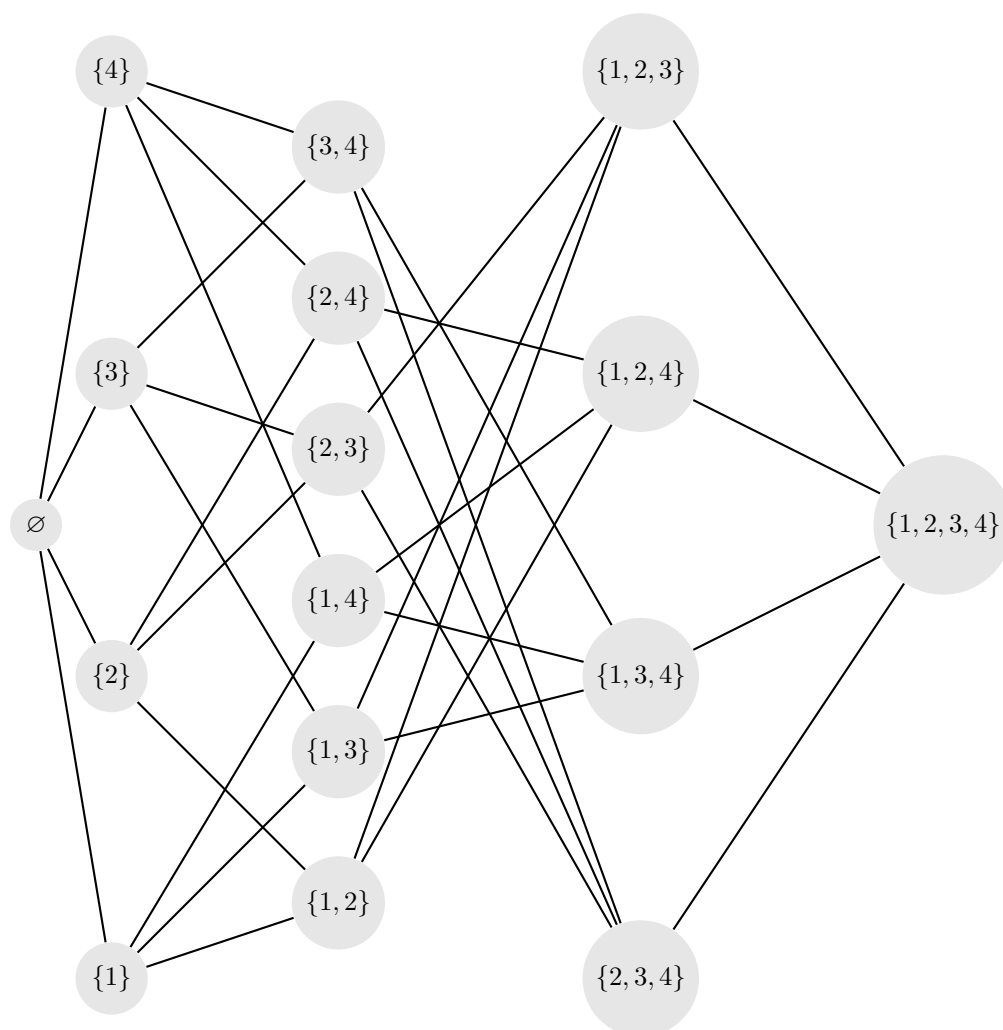 {4}
{1, 2, 3}
{3, 4}
{2, 4}
{3}
{1, 2, 4}
{2, 3}
∅
{1, 2, 3, 4}
{1, 4}
{2}
{1, 3, 4}
{1, 3}
{1, 2}
{1}
{2, 3, 4}